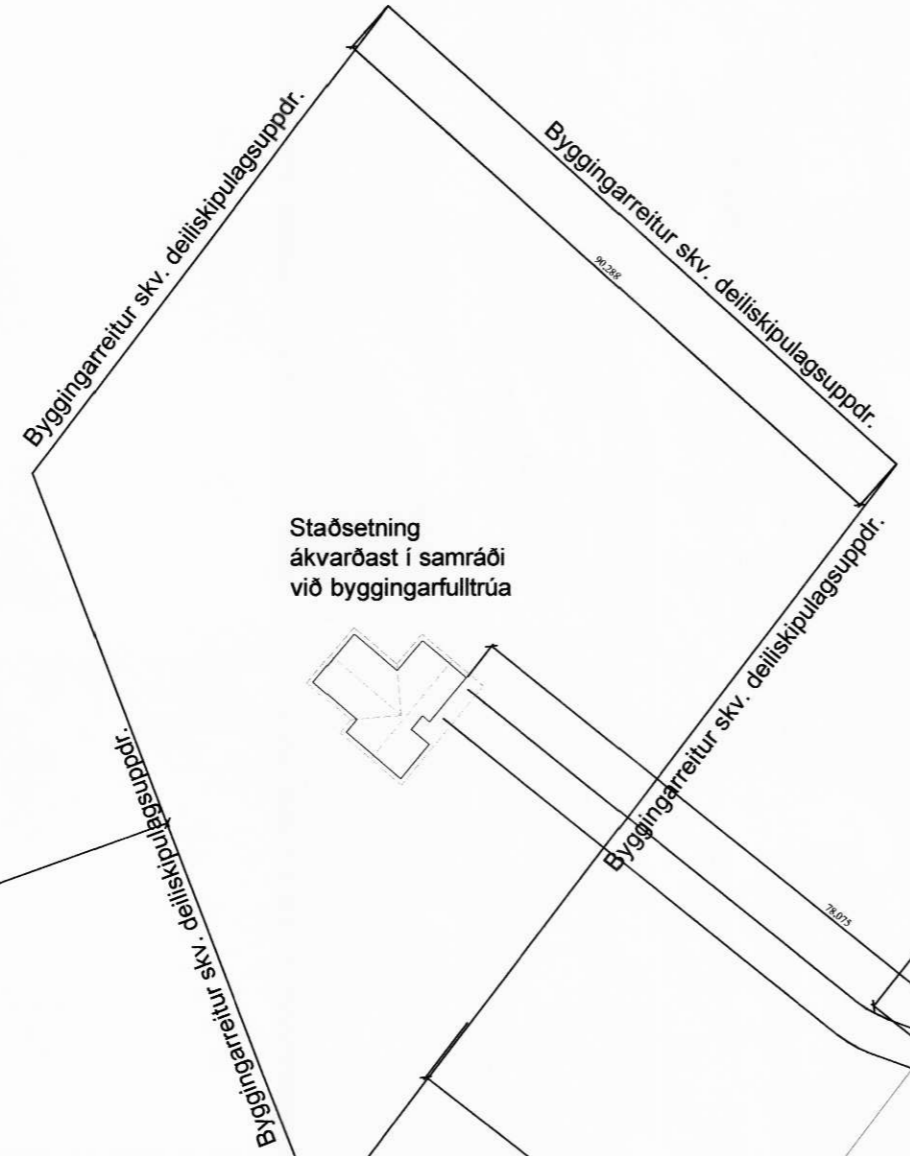 Byggingarreitur skv. deiliskipulagsuppdr.
Byggingarreitur skv. deiliskipulagsuppdr.
90,288
Staðsetning
ákvarðast í samráði
við byggingarfulltrúa
Byggingarreitur skv. deiliskipulagsuppdr.
Byggingarreitur skv. deiliskipulagsuppdr.
78,075